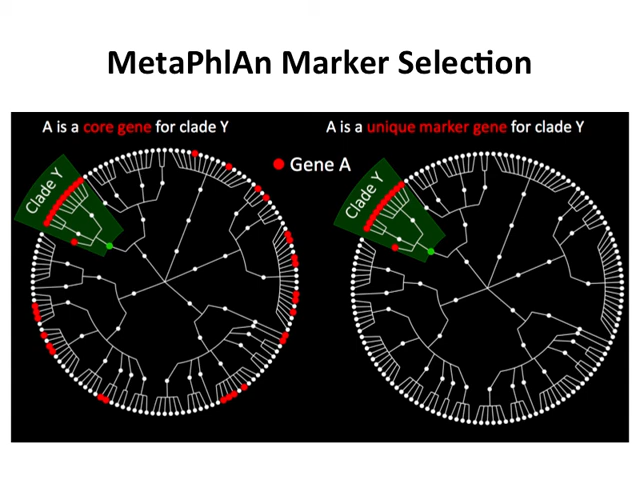 MetaPhlAn Marker Selection
A is a core gene for clade Y
A is a unique marker gene for clade Y
Gene A
Clade Y
Clade Y